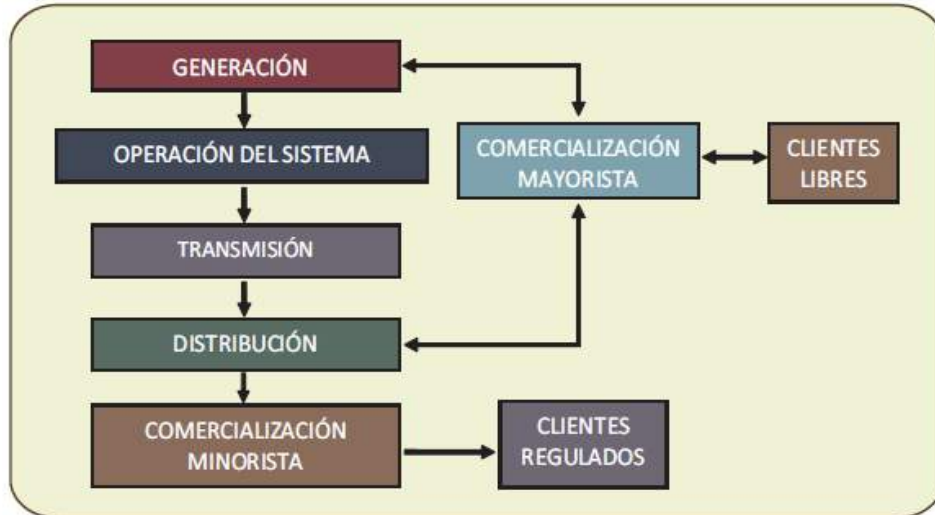 GENERACIÓN
OPERACIÓN DEL SISTEMA
COMERCIALIZACIÓN
MAYORISTA
CLIENTES
LIBRES
TRANSMISIÓN
DISTRIBUCIÓN
COMERCIALIZACIÓN
MINORISTA
CLIENTES
REGULADOS